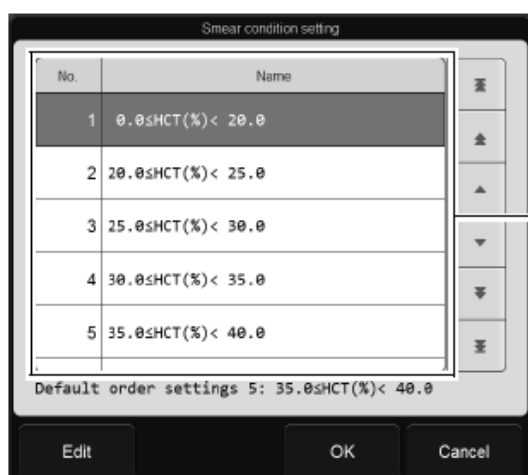 Smear condition setting
No. Name
1 0.0≤HCT(%)< 20.0
2 20.0≤HCT(%)< 25.0
3 25.0≤HCT(%)< 30.0
4 30.0≤HCT(%)< 35.0
5 35.0≤HCT(%)< 40.0
Default order settings 5: 35.0≤HCT(%)< 40.0
Edit OK Cancel